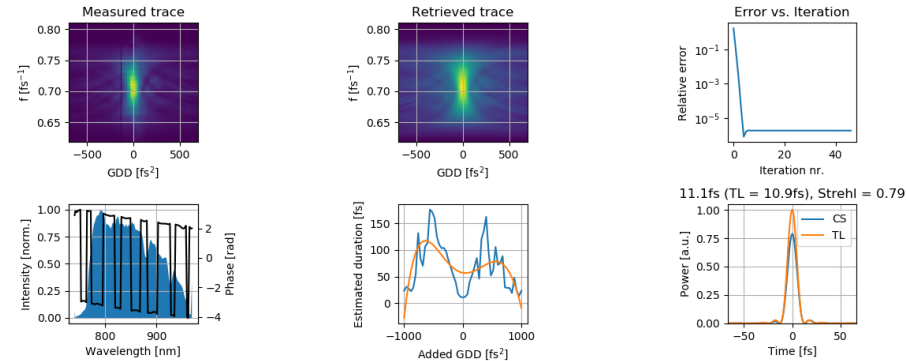 Measured trace
0.80
0.75
0.70
0.65
f [fs⁻¹]
−500
0
500
GDD [fs²]
Retrieved trace
0.80
0.75
0.70
0.65
f [fs⁻¹]
−500
0
500
GDD [fs²]
Error vs. Iteration
10⁻¹
10⁻³
10⁻⁵
Relative error
0
20
40
Iteration nr.
1.00
0.75
0.50
0.25
0.00
Intensity [norm.]
2
0
−2
−4
Phase [rad]
800
900
Wavelength [nm]
150
100
50
0
Estimated duration [fs]
−1000
0
1000
Added GDD [fs²]
11.1fs (TL = 10.9fs), Strehl = 0.79
1.00
0.75
0.50
0.25
0.00
Power [a.u.]
CS
TL
−50
0
50
Time [fs]